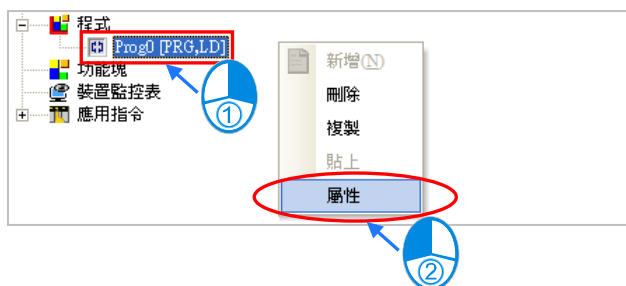 程式
Prog0 [PRG,LD]
功能塊
裝置監控表
應用指令
①
新增(N)
刪除
複製
貼上
屬性
②